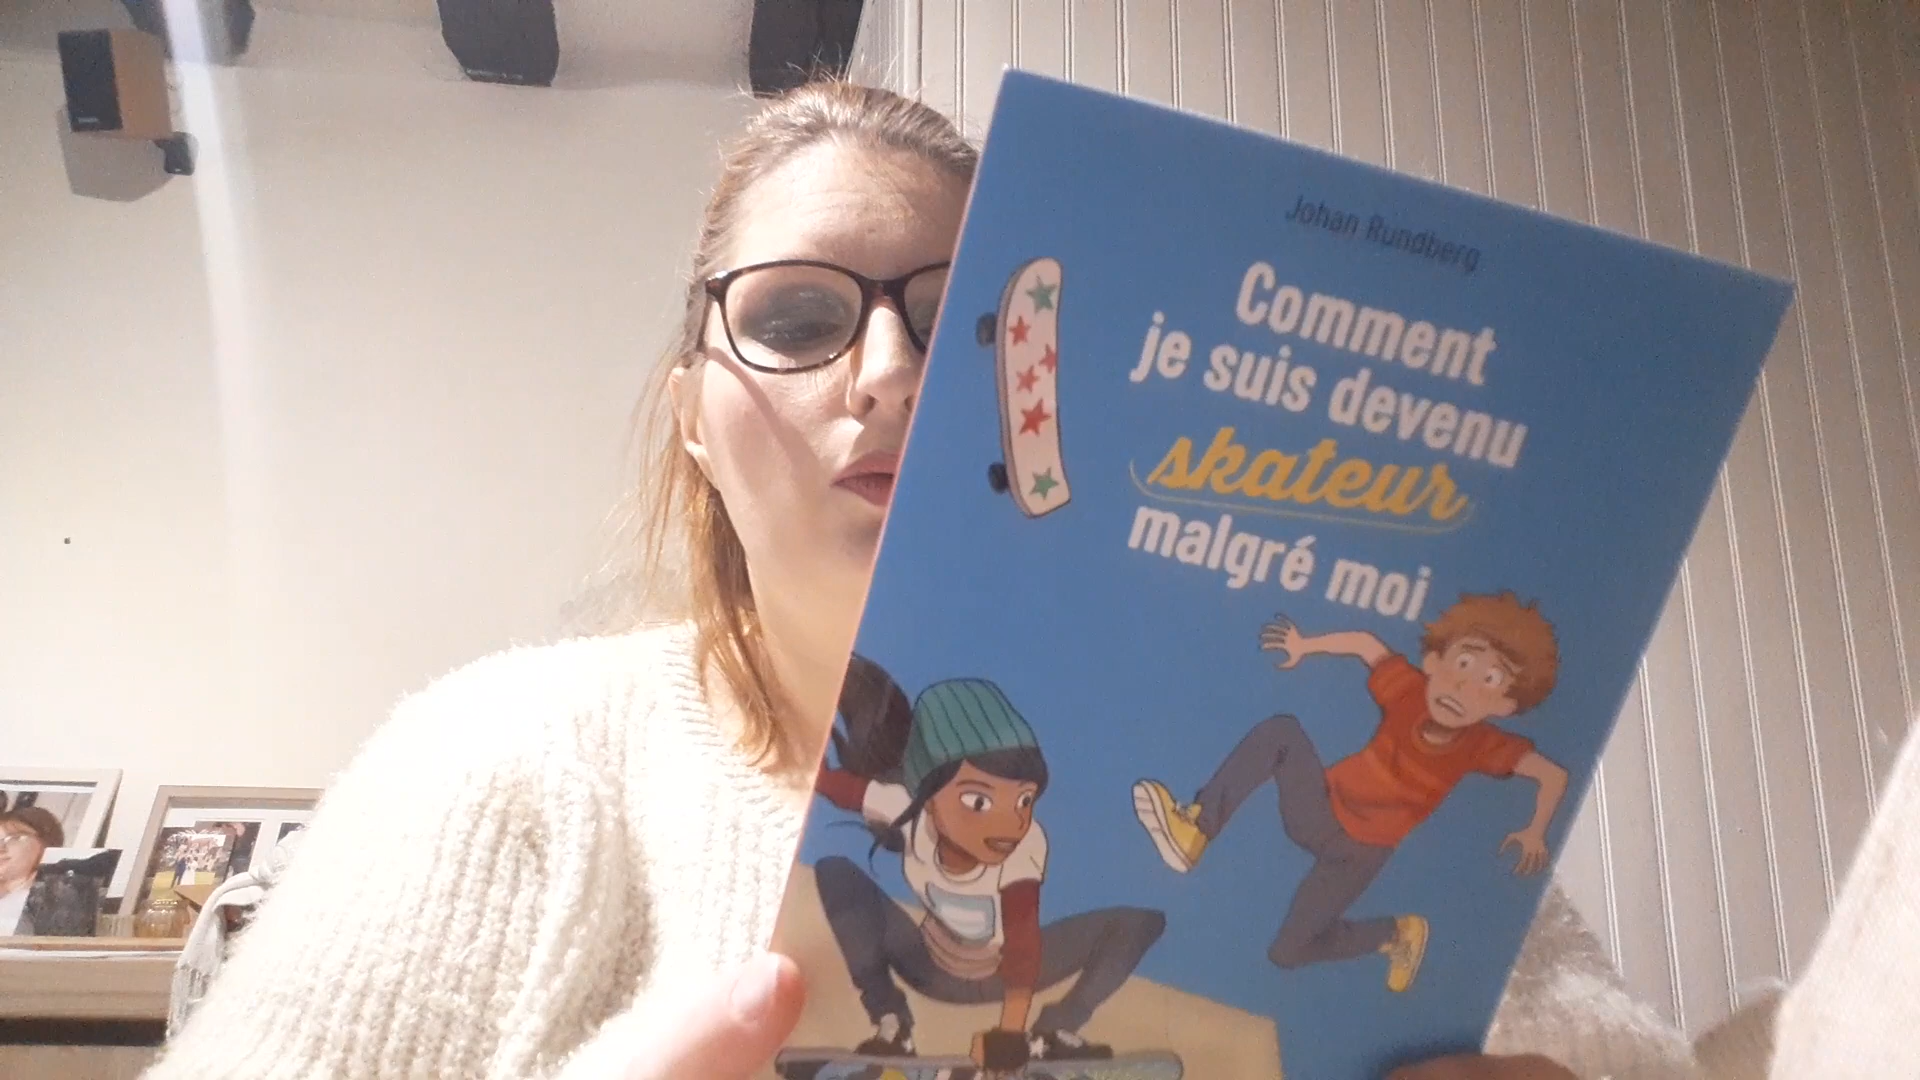 Johan Rundberg
Comment
je suis devenu
skateur
malgré moi